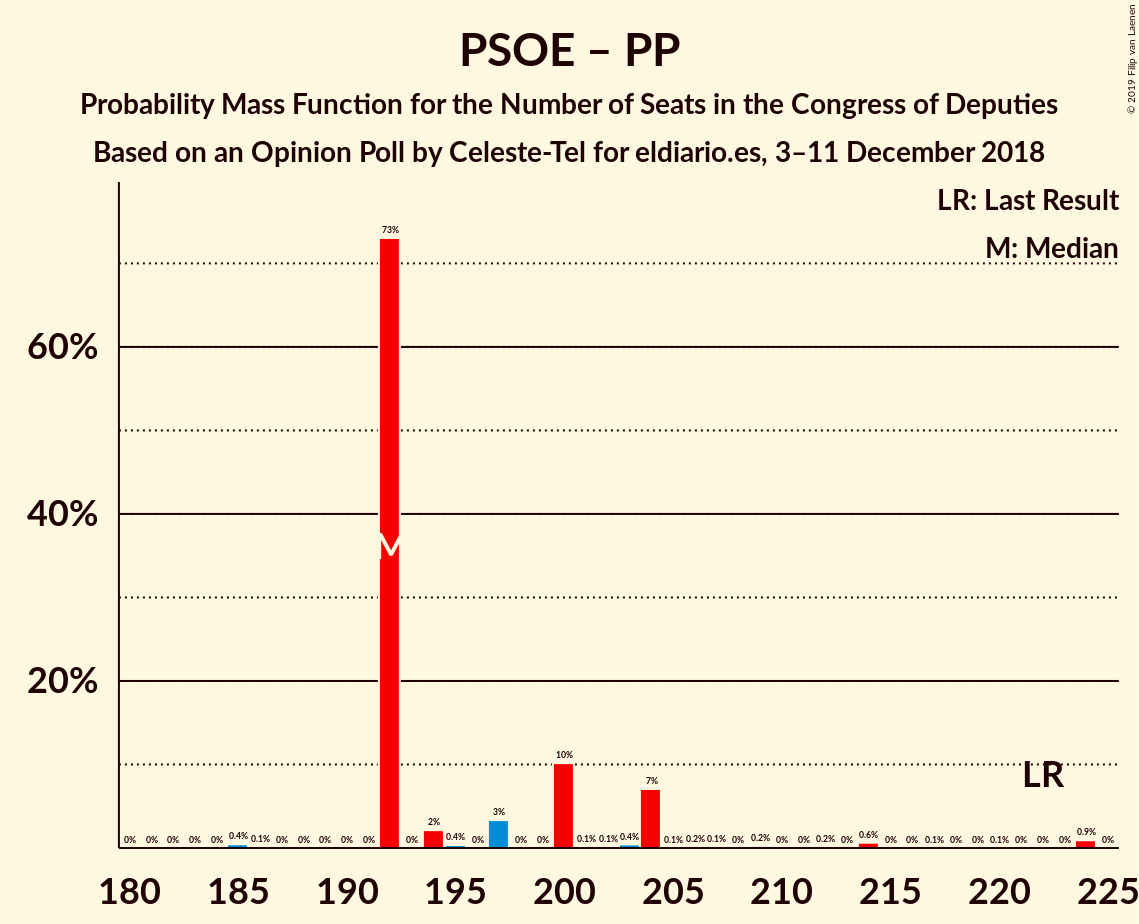 PSOE – PP
Probability Mass Function for the Number of Seats in the Congress of Deputies
Based on an Opinion Poll by Celeste-Tel for eldiario.es, 3–11 December 2018
© 2019 Filip van Laenen
LR: Last Result
M: Median
60%
40%
20%
73%
M
10%
7%
3%
2%
LR
0% 0% 0% 0% 0% 0.4% 0.1% 0% 0% 0% 0% 0% 0% 0.4% 0% 0% 0% 0.1% 0.1% 0.4% 0.1% 0.2% 0.1% 0% 0.2% 0% 0% 0.2% 0% 0.6% 0% 0% 0.1% 0% 0% 0.1% 0% 0% 0% 0.9% 0%
180 185 190 195 200 205 210 215 220 225